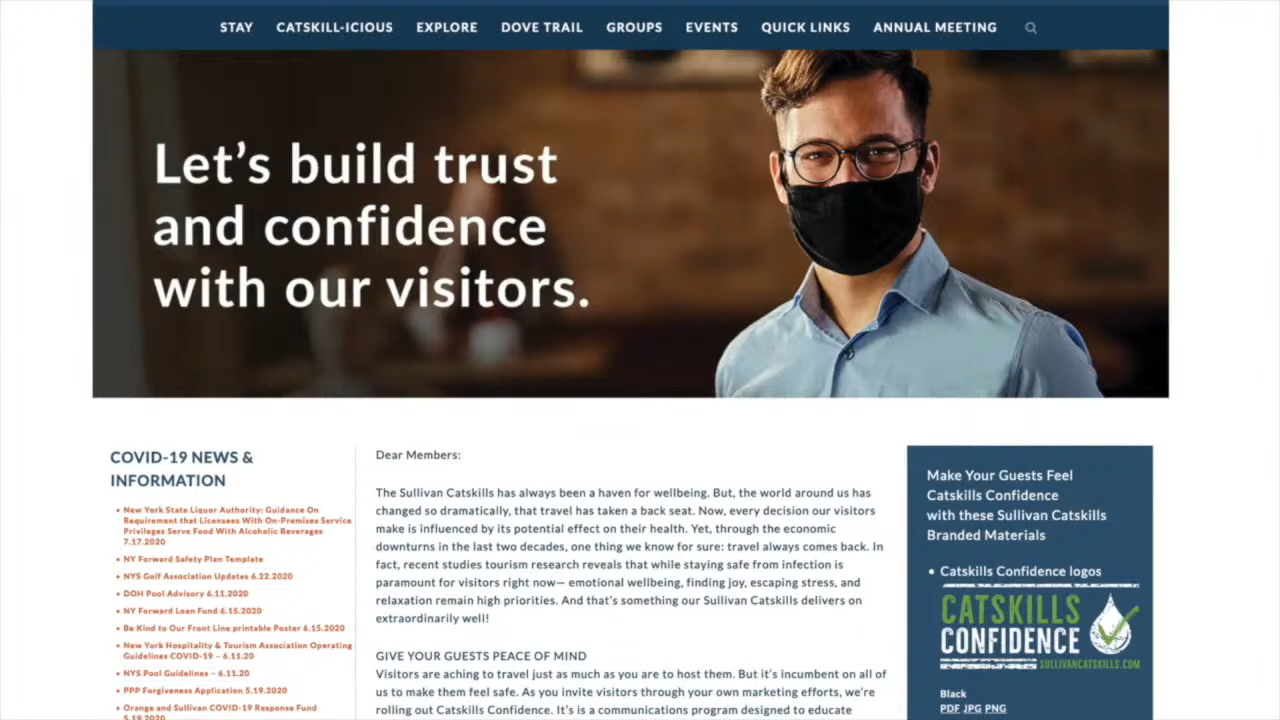 STAY CATSKILL-ICIOUS EXPLORE DOVE TRAIL GROUPS EVENTS QUICK LINKS ANNUAL MEETING
Let's build trust
and confidence
with our visitors.
COVID-19 NEWS &
INFORMATION
• New York State Liquor Authority: Guidance On
Requirement that Licensees With On-Premises Service
Privileges Serve Food With Alcoholic Beverages
7.17.2020
• NY Forward Safety Plan Template
• NYS Golf Association Updates 6.22.2020
• DOH Pool Advisory 6.11.2020
• NY Forward Loan Fund 6.15.2020
• Be Kind to Our Front Line printable Poster 6.15.2020
• New York Hospitality & Tourism Association Operating
Guidelines COVID-19 – 6.11.20
• NYS Pool Guidelines – 6.11.20
• PPP Forgiveness Application 5.19.2020
• Orange and Sullivan COVID-19 Response Fund
5.19.2020
Dear Members:
The Sullivan Catskills has always been a haven for wellbeing. But, the world around us has
changed so dramatically, that travel has taken a back seat. Now, every decision our visitors
make is influenced by its potential effect on their health. Yet, through the economic
downturns in the last two decades, one thing we know for sure: travel always comes back. In
fact, recent studies tourism research reveals that while staying safe from infection is
paramount for visitors right now— emotional wellbeing, finding joy, escaping stress, and
relaxation remain high priorities. And that's something our Sullivan Catskills delivers on
extraordinarily well!
GIVE YOUR GUESTS PEACE OF MIND
Visitors are aching to travel just as much as you are to host them. But it's incumbent on all of
us to make them feel safe. As you invite visitors through your own marketing efforts, we're
rolling out Catskills Confidence. It's is a communications program designed to educate
Make Your Guests Feel
Catskills Confidence
with these Sullivan Catskills
Branded Materials
• Catskills Confidence logos
CATSKILLS
CONFIDENCE
SULLIVANCATSKILLS.COM
Black
PDF JPG PNG